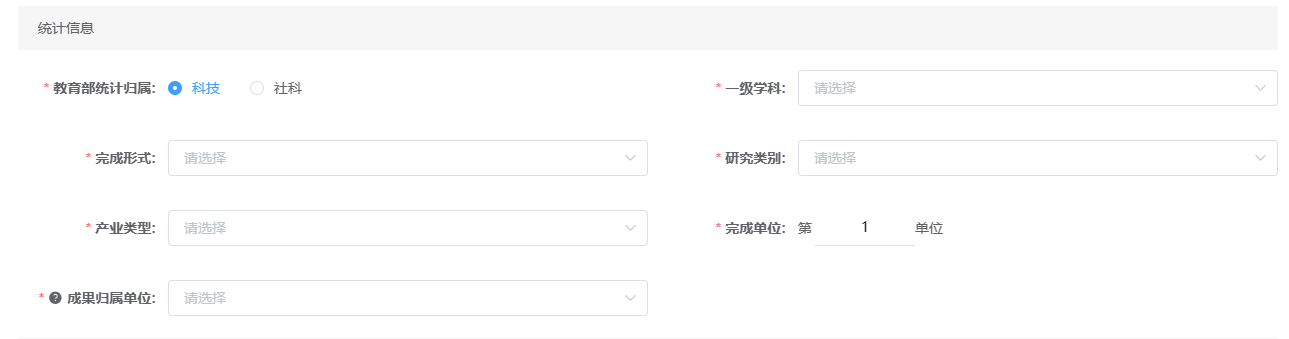 统计信息
* 教育部统计归属: 科技 社科 * 一级学科: 请选择
* 完成形式: 请选择 * 研究类别: 请选择
* 产业类型: 请选择 * 完成单位: 第 1 单位
* ? 成果归属单位: 请选择